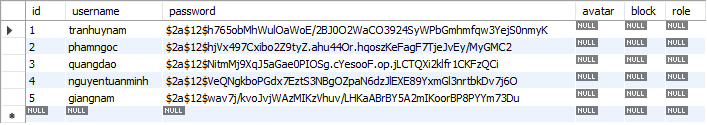 id username password avatar block role
1 tranhuynam $2a$12$h765obMhWulOaWoE/2BJ0O2WaCO3924SyWPbGmhmfqw3YejS0nmyK NULL NULL NULL
2 phamngoc $2a$12$hjVx497Cxibo2Z9tyZ.ahu44Or.hqoszKeFagF7TjeJvEy/MyGMC2 NULL NULL NULL
3 quangdao $2a$12$NitmMj9XqJ5aGae0PIOSg.cYesooF.op.jLCTQXi2klfr1CKFzQCi NULL NULL NULL
4 nguyentuanminh $2a$12$VeQNgkboPGdx7EztS3NBgOZpaN6dzJlEXE89YxmGl3nrtbkDv7j6O NULL NULL NULL
5 giangnam $2a$12$wav7j/kvoJvjWAzMIKzVhuv/LHKaABrBY5A2mIKoorBP8PYYm73Du NULL NULL NULL
NULL NULL NULL NULL NULL NULL